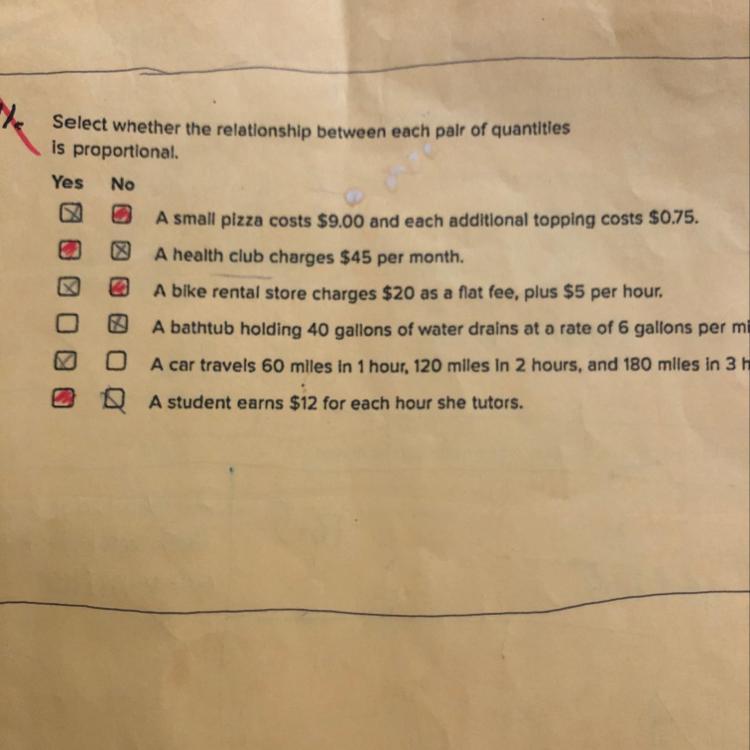 Select whether the relationship between each pair of quantities
is proportional.
Yes No
A small pizza costs $9.00 and each additional topping costs $0.75.
A health club charges $45 per month.
A bike rental store charges $20 as a flat fee, plus $5 per hour.
A bathtub holding 40 gallons of water drains at a rate of 6 gallons per mi
A car travels 60 miles in 1 hour, 120 miles in 2 hours, and 180 miles in 3 h
A student earns $12 for each hour she tutors.